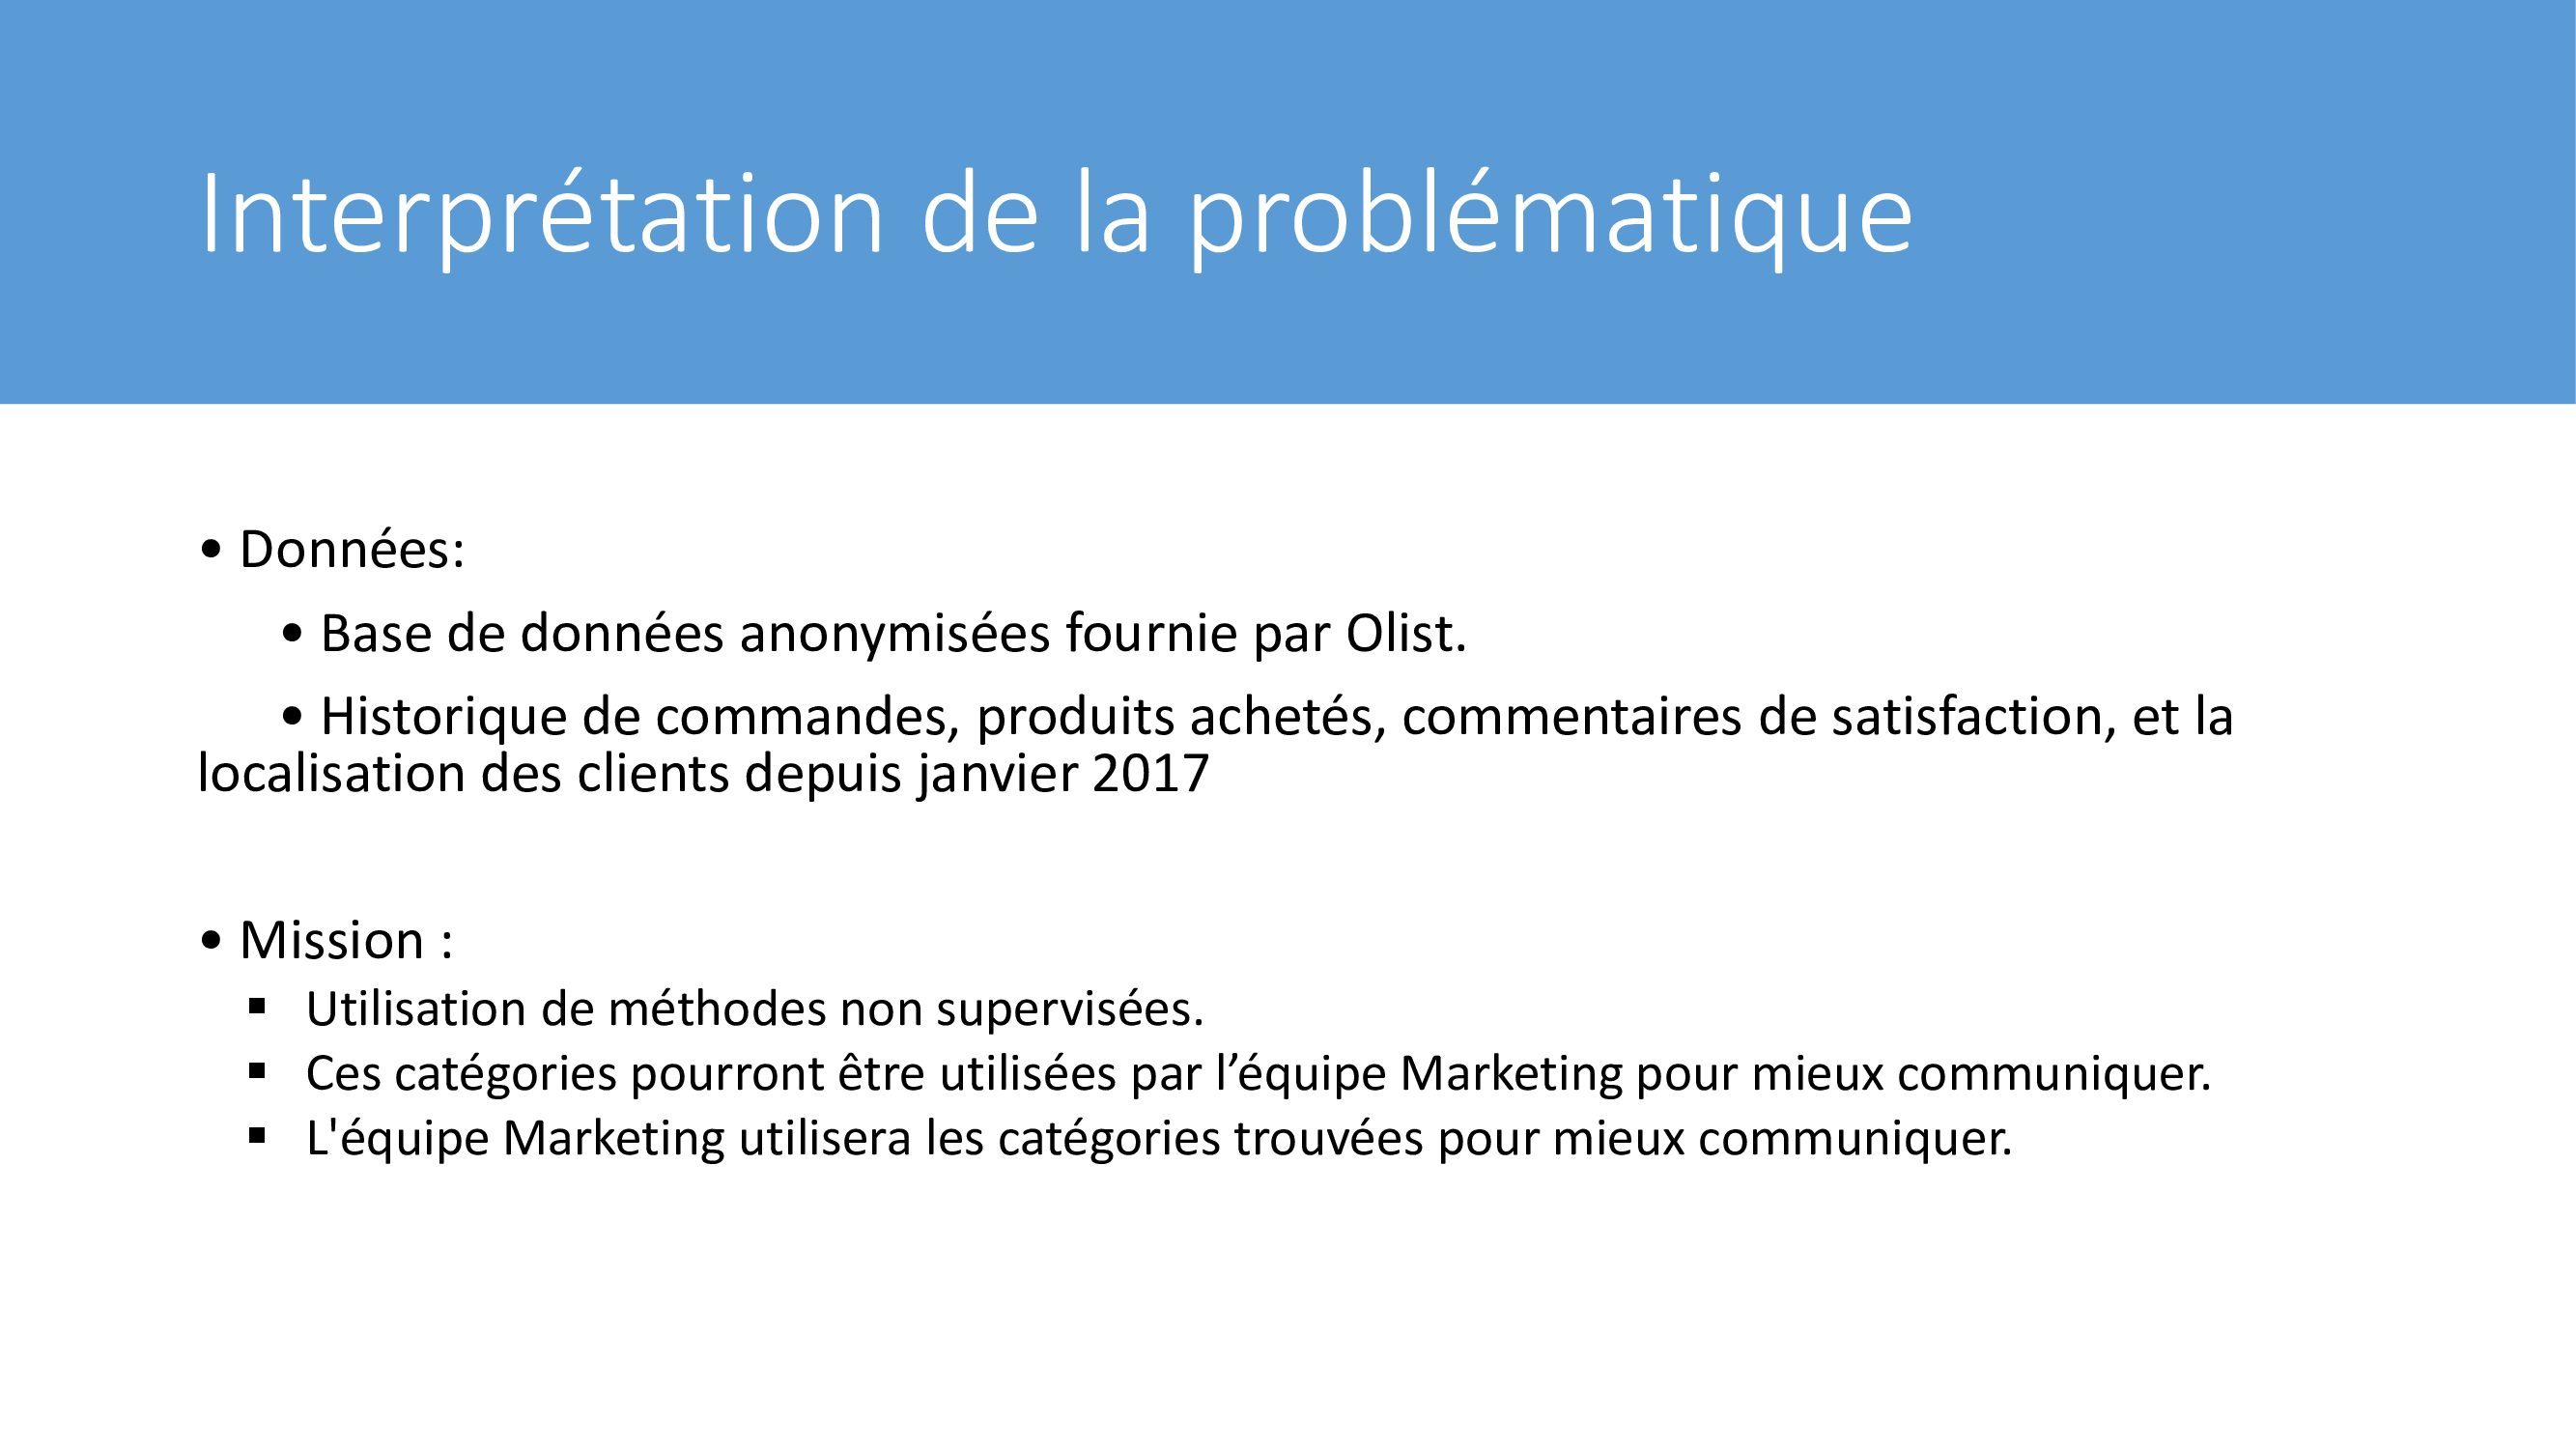 Interprétation de la problématique
• Données:
• Base de données anonymisées fournie par Olist.
• Historique de commandes, produits achetés, commentaires de satisfaction, et la
localisation des clients depuis janvier 2017
• Mission :
▪ Utilisation de méthodes non supervisées.
▪ Ces catégories pourront être utilisées par l’équipe Marketing pour mieux communiquer.
▪ L'équipe Marketing utilisera les catégories trouvées pour mieux communiquer.